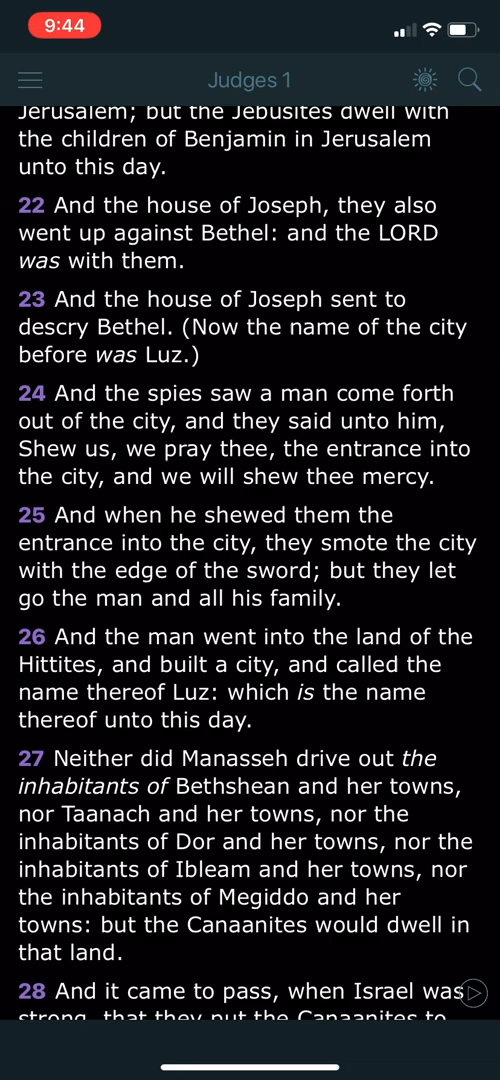 9:44
Judges 1
Jerusalem; but the Jebusites dwell with
the children of Benjamin in Jerusalem
unto this day.
22 And the house of Joseph, they also
went up against Bethel: and the LORD
was with them.
23 And the house of Joseph sent to
descry Bethel. (Now the name of the city
before was Luz.)
24 And the spies saw a man come forth
out of the city, and they said unto him,
Shew us, we pray thee, the entrance into
the city, and we will shew thee mercy.
25 And when he shewed them the
entrance into the city, they smote the city
with the edge of the sword; but they let
go the man and all his family.
26 And the man went into the land of the
Hittites, and built a city, and called the
name thereof Luz: which is the name
thereof unto this day.
27 Neither did Manasseh drive out the
inhabitants of Bethshean and her towns,
nor Taanach and her towns, nor the
inhabitants of Dor and her towns, nor the
inhabitants of Ibleam and her towns, nor
the inhabitants of Megiddo and her
towns: but the Canaanites would dwell in
that land.
28 And it came to pass, when Israel was
strong, that they put the Canaanites to